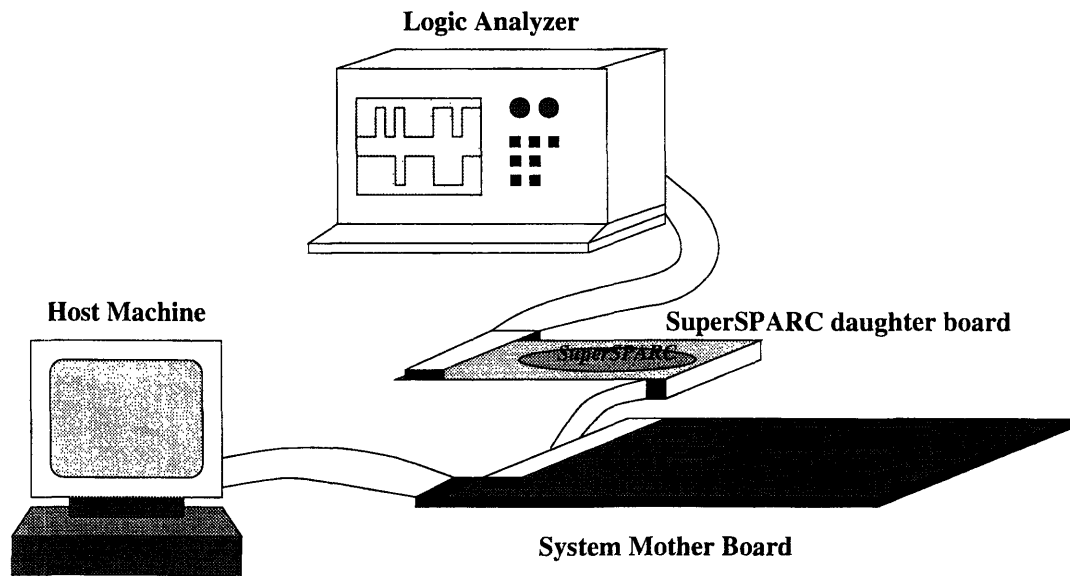 Logic Analyzer
Host Machine
SuperSPARC daughter board
SuperSPARC
System Mother Board